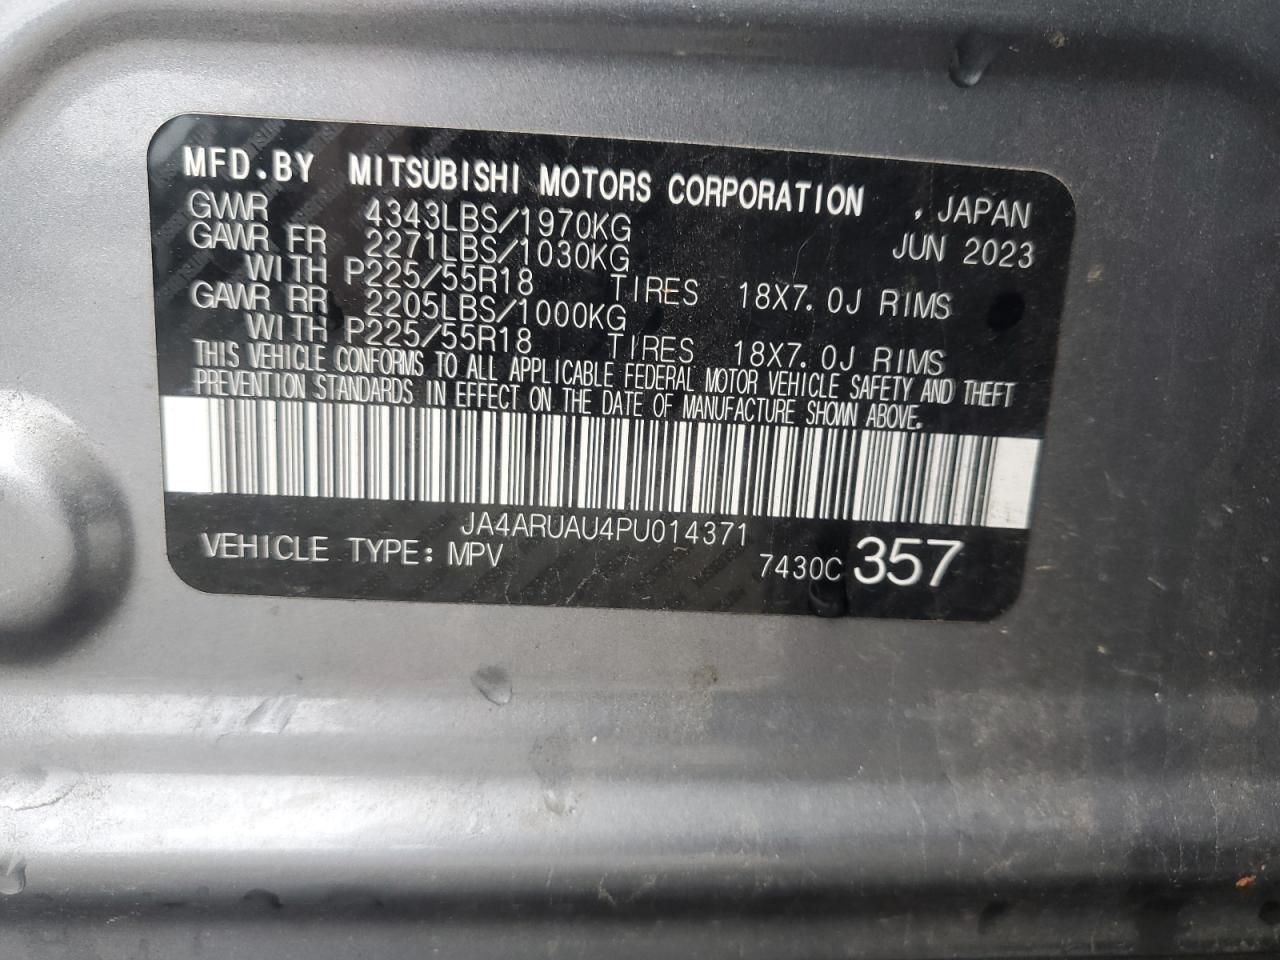 MFD.BY MITSUBISHI MOTORS CORPORATION , JAPAN
GVWR 4343LBS/1970KG JUN 2023
GAWR FR 2271LBS/1030KG
WITH P225/55R18 TIRES 18X7.0J RIMS
GAWR RR 2205LBS/1000KG
WITH P225/55R18 TIRES 18X7.0J RIMS
THIS VEHICLE CONFORMS TO ALL APPLICABLE FEDERAL MOTOR VEHICLE SAFETY AND THEFT
PREVENTION STANDARDS IN EFFECT ON THE DATE OF MANUFACTURE SHOWN ABOVE.
JA4ARUAU4PU014371
VEHICLE TYPE: MPV 7430C 357